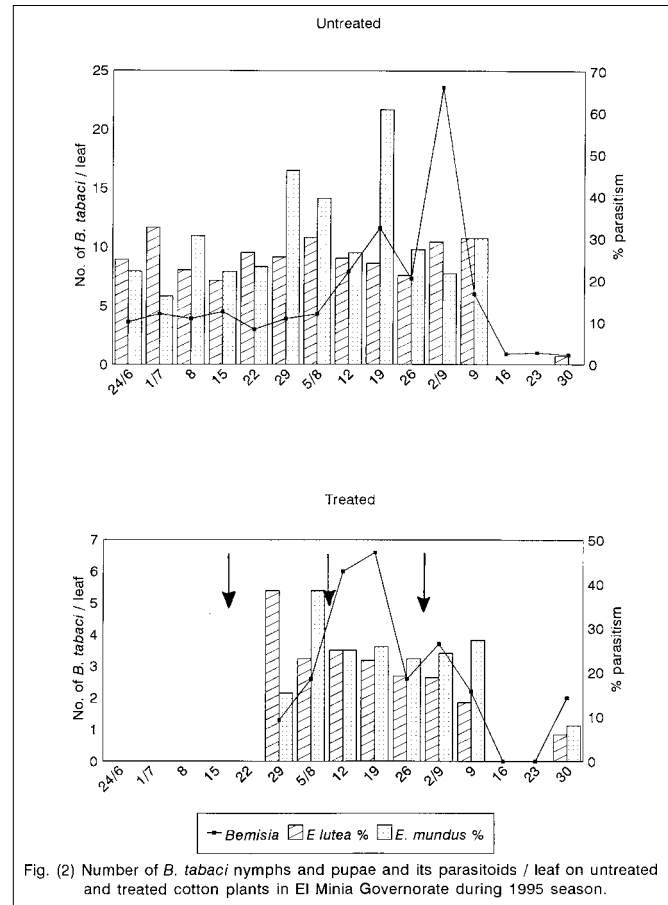 Untreated
No. of B. tabaci / leaf
25
20
15
10
5
0
% parasitism
70
60
50
40
30
20
10
0
24/6 1/7 8 15 22 29 5/8 12 19 26 2/9 9 16 23 30
Treated
No. of B. tabaci / leaf
7
6
5
4
3
2
1
0
% parasitism
50
40
30
20
10
0
24/6 1/7 8 15 22 29 5/8 12 19 26 2/9 9 16 23 30
Bemisia E lutea % E. mundus %
Fig. (2) Number of B. tabaci nymphs and pupae and its parasitoids / leaf on untreated
and treated cotton plants in El Minia Governorate during 1995 season.